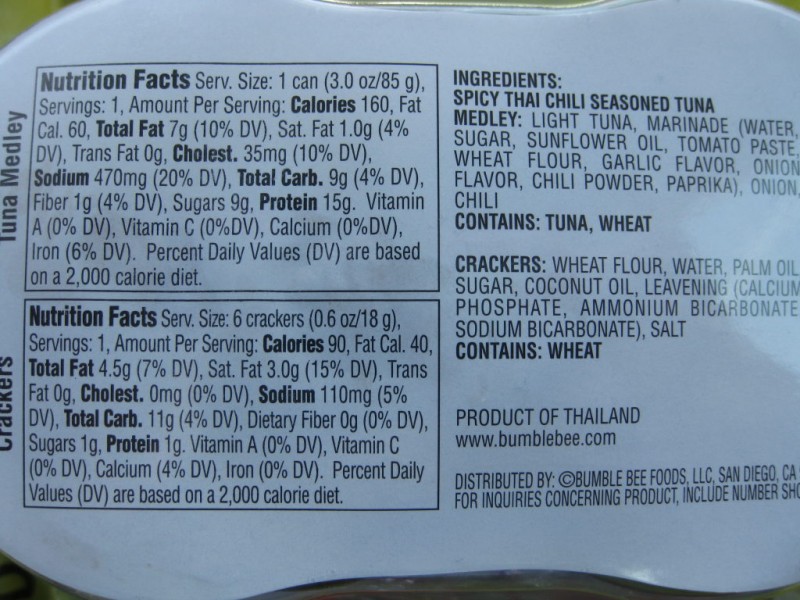 Tuna Medley
Nutrition Facts Serv. Size: 1 can (3.0 oz/85 g),
Servings: 1, Amount Per Serving: Calories 160, Fat
Cal. 60, Total Fat 7g (10% DV), Sat. Fat 1.0g (4%
DV), Trans Fat 0g, Cholest. 35mg (10% DV),
Sodium 470mg (20% DV), Total Carb. 9g (4% DV),
Fiber 1g (4% DV), Sugars 9g, Protein 15g. Vitamin
A (0% DV), Vitamin C (0%DV), Calcium (0%DV),
Iron (6% DV). Percent Daily Values (DV) are based
on a 2,000 calorie diet.
Crackers
Nutrition Facts Serv. Size: 6 crackers (0.6 oz/18 g),
Servings: 1, Amount Per Serving: Calories 90, Fat Cal. 40,
Total Fat 4.5g (7% DV), Sat. Fat 3.0g (15% DV), Trans
Fat 0g, Cholest. 0mg (0% DV), Sodium 110mg (5%
DV), Total Carb. 11g (4% DV), Dietary Fiber 0g (0% DV),
Sugars 1g, Protein 1g. Vitamin A (0% DV), Vitamin C
(0% DV), Calcium (4% DV), Iron (0% DV). Percent Daily
Values (DV) are based on a 2,000 calorie diet.
INGREDIENTS:
SPICY THAI CHILI SEASONED TUNA
MEDLEY: LIGHT TUNA, MARINADE (WATER,
SUGAR, SUNFLOWER OIL, TOMATO PASTE,
WHEAT FLOUR, GARLIC FLAVOR, ONION
FLAVOR, CHILI POWDER, PAPRIKA), ONION,
CHILI
CONTAINS: TUNA, WHEAT
CRACKERS: WHEAT FLOUR, WATER, PALM OIL
SUGAR, COCONUT OIL, LEAVENING (CALCIUM
PHOSPHATE, AMMONIUM BICARBONATE
SODIUM BICARBONATE), SALT
CONTAINS: WHEAT
PRODUCT OF THAILAND
www.bumblebee.com
DISTRIBUTED BY: ©BUMBLE BEE FOODS, LLC, SAN DIEGO, CA
FOR INQUIRIES CONCERNING PRODUCT, INCLUDE NUMBER